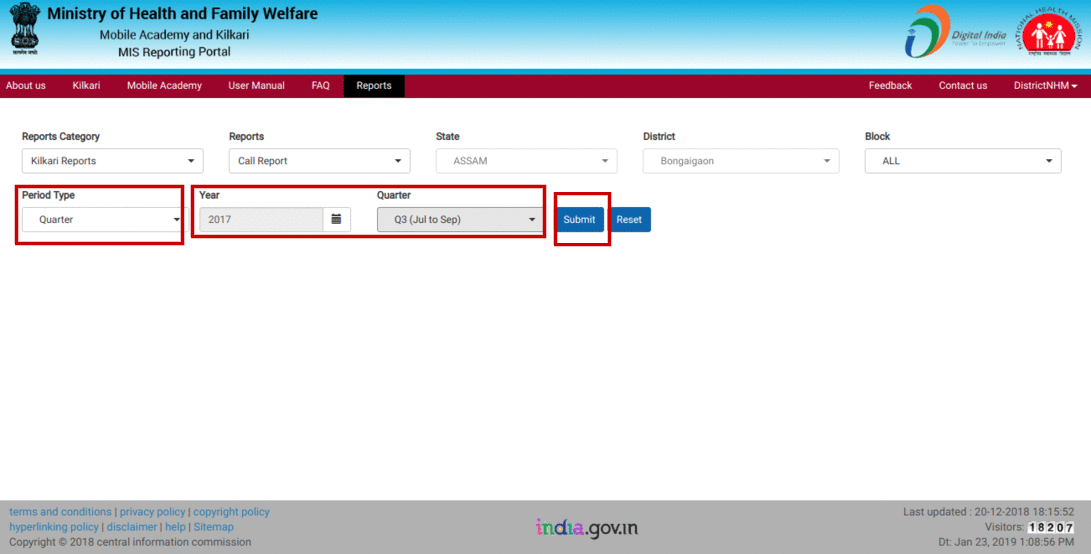 Ministry of Health and Family Welfare
Mobile Academy and Kilkari
MIS Reporting Portal
Digital India
Power To Empower
NATIONAL HEALTH MISSION
About us Kilkari Mobile Academy User Manual FAQ Reports Feedback Contact us DistrictNHM
Reports Category Reports State District Block
Kilkari Reports Call Report ASSAM Bongaigaon ALL
Period Type Year Quarter
Quarter 2017 Q3 (Jul to Sep) Submit Reset
terms and conditions | privacy policy | copyright policy
hyperlinking policy | disclaimer | help | Sitemap
Copyright © 2018 central information commission
india.gov.in
Last updated : 20-12-2018 18:15:52
Visitors: 18207
Dt: Jan 23, 2019 1:08:56 PM